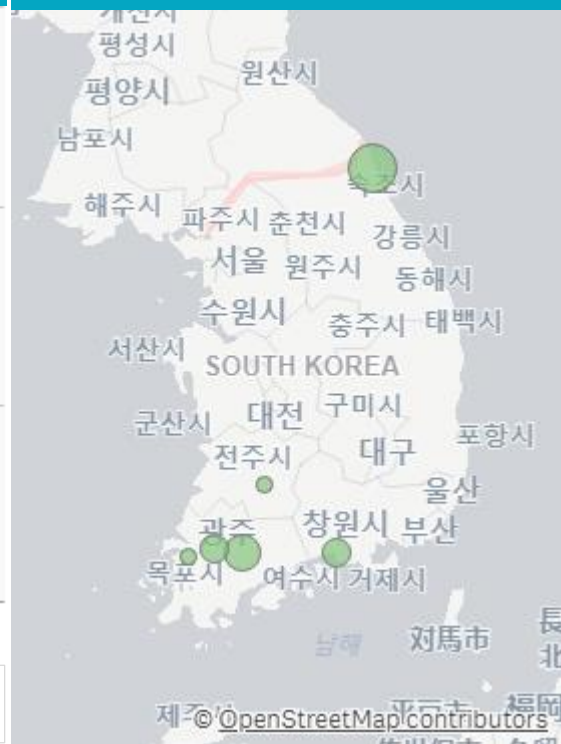 평성시
원산시
평양시
남포시
해주시
파주시 춘천시
강릉시
서울 원주시
동해시
수원시
충주시 태백시
서산시
SOUTH KOREA
대전 구미시
군산시
포항시
전주시 대구
울산
광주 창원시 부산
목포시 여수시 거제시
남해
対馬市
© OpenStreetMap contributors